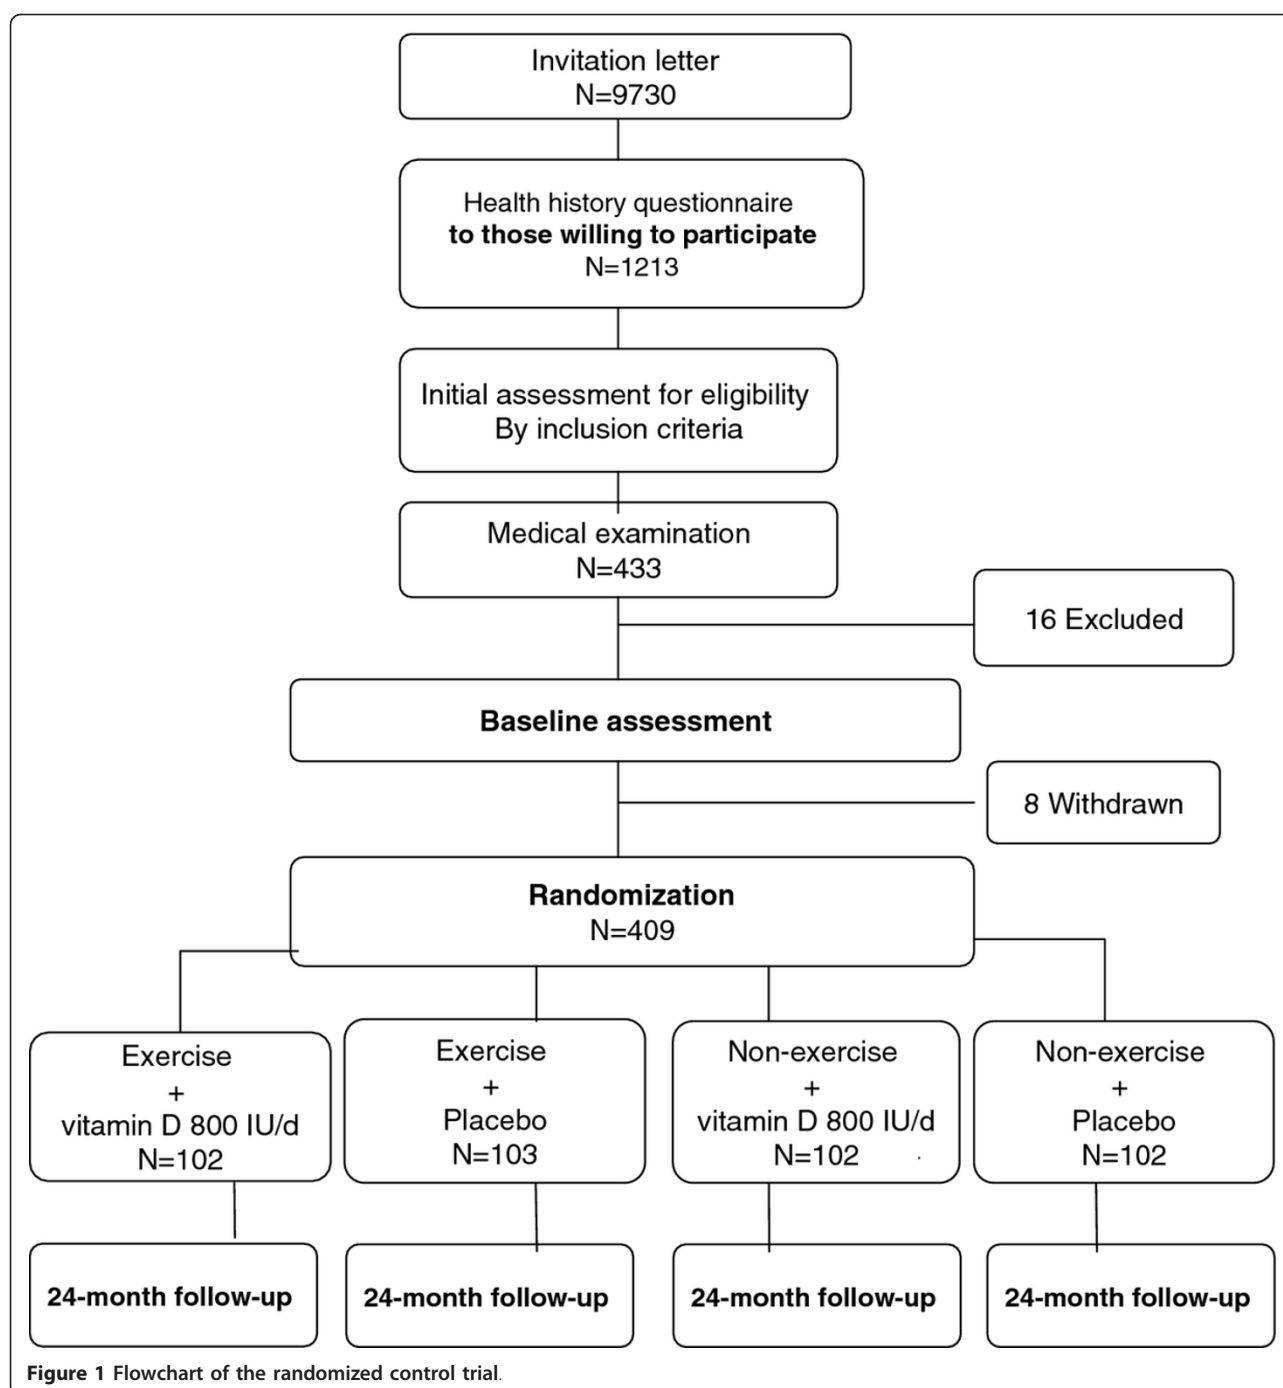 Invitation letter
N=9730
Health history questionnaire
to those willing to participate
N=1213
Initial assessment for eligibility
By inclusion criteria
Medical examination
N=433
16 Excluded
Baseline assessment
8 Withdrawn
Randomization
N=409
Exercise
+
vitamin D 800 IU/d
N=102
Exercise
+
Placebo
N=103
Non-exercise
+
vitamin D 800 IU/d
N=102
Non-exercise
+
Placebo
N=102
24-month follow-up
24-month follow-up
24-month follow-up
24-month follow-up
Figure 1 Flowchart of the randomized control trial.